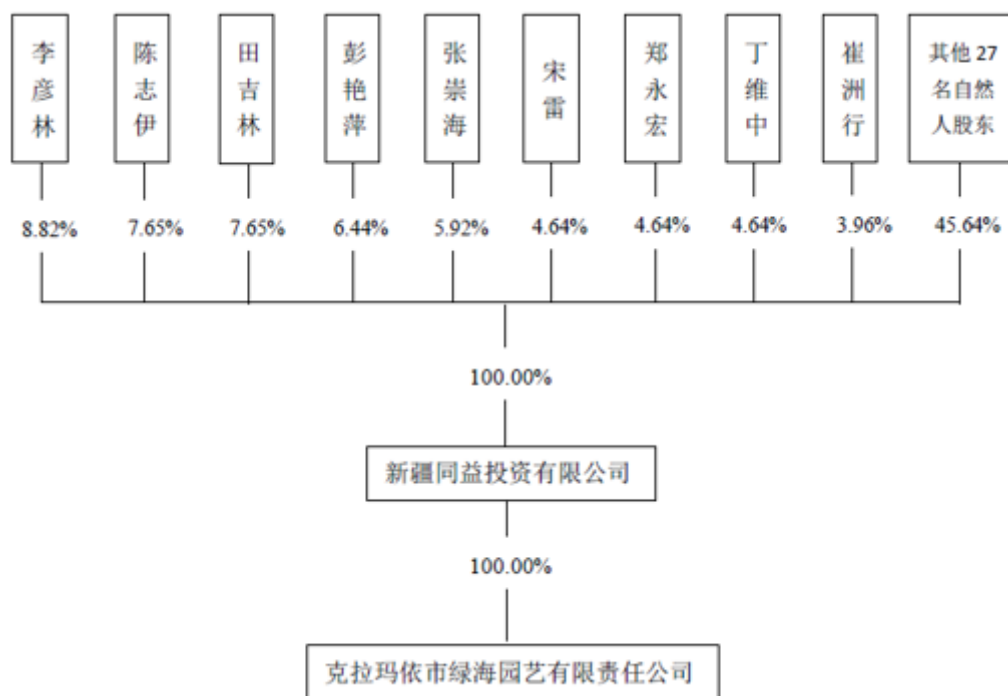 李彦林
陈志伊
田吉林
彭艳萍
张崇海
宋雷
郑永宏
丁维中
崔洲行
其他 27
名自然
人股东
8.82%
7.65%
7.65%
6.44%
5.92%
4.64%
4.64%
4.64%
3.96%
45.64%
100.00%
新疆同益投资有限公司
100.00%
克拉玛依市绿海园艺有限责任公司